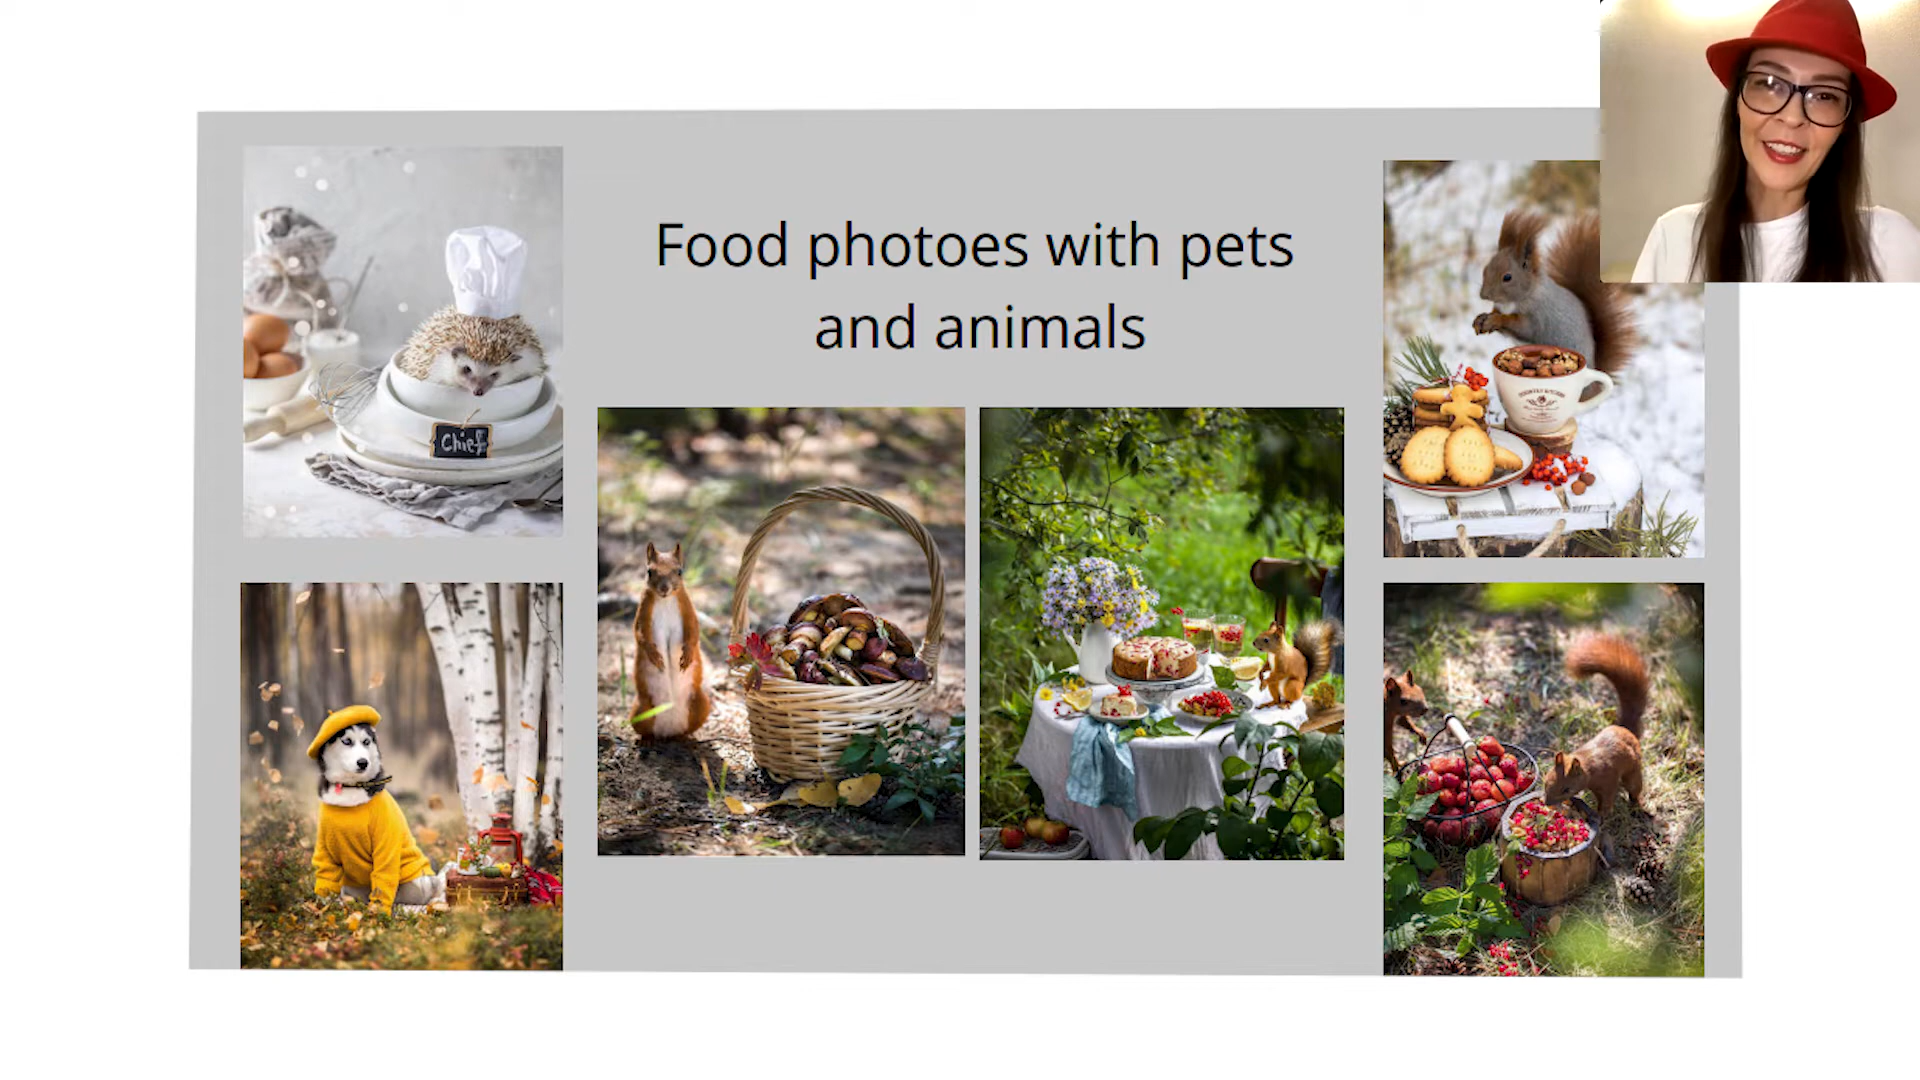 Food photoes with pets
and animals
Chief